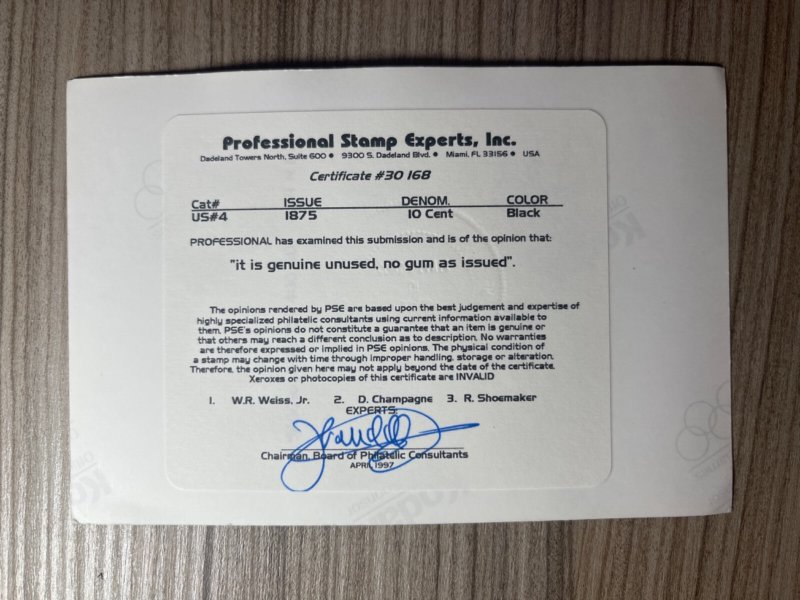 Professional Stamp Experts, Inc.
Dadeland Towers North, Suite 600 • 9300 S. Dadeland Blvd. • Miami, FL 33156 • USA
Certificate #30 168
Cat# ISSUE DENOM. COLOR
US#4 1875 10 Cent Black
PROFESSIONAL has examined this submission and is of the opinion that:
"it is genuine unused, no gum as issued".
The opinions rendered by PSE are based upon the best judgement and expertise of
highly specialized philatelic consultants using current information available to
them. PSE's opinions do not constitute a guarantee that an item is genuine or
that others may reach a different conclusion as to description. No warranties
are therefore expressed or implied in PSE opinions. The physical condition of
a stamp may change with time through improper handling, storage or alteration.
Therefore, the opinion given here may not apply beyond the date of the certificate.
Xeroxes or photocopies of this certificate are INVALID
1. W.R. Weiss, Jr. 2. D. Champagne 3. R. Shoemaker
EXPERTS:
Chairman, Board of Philatelic Consultants
APRIL 1997